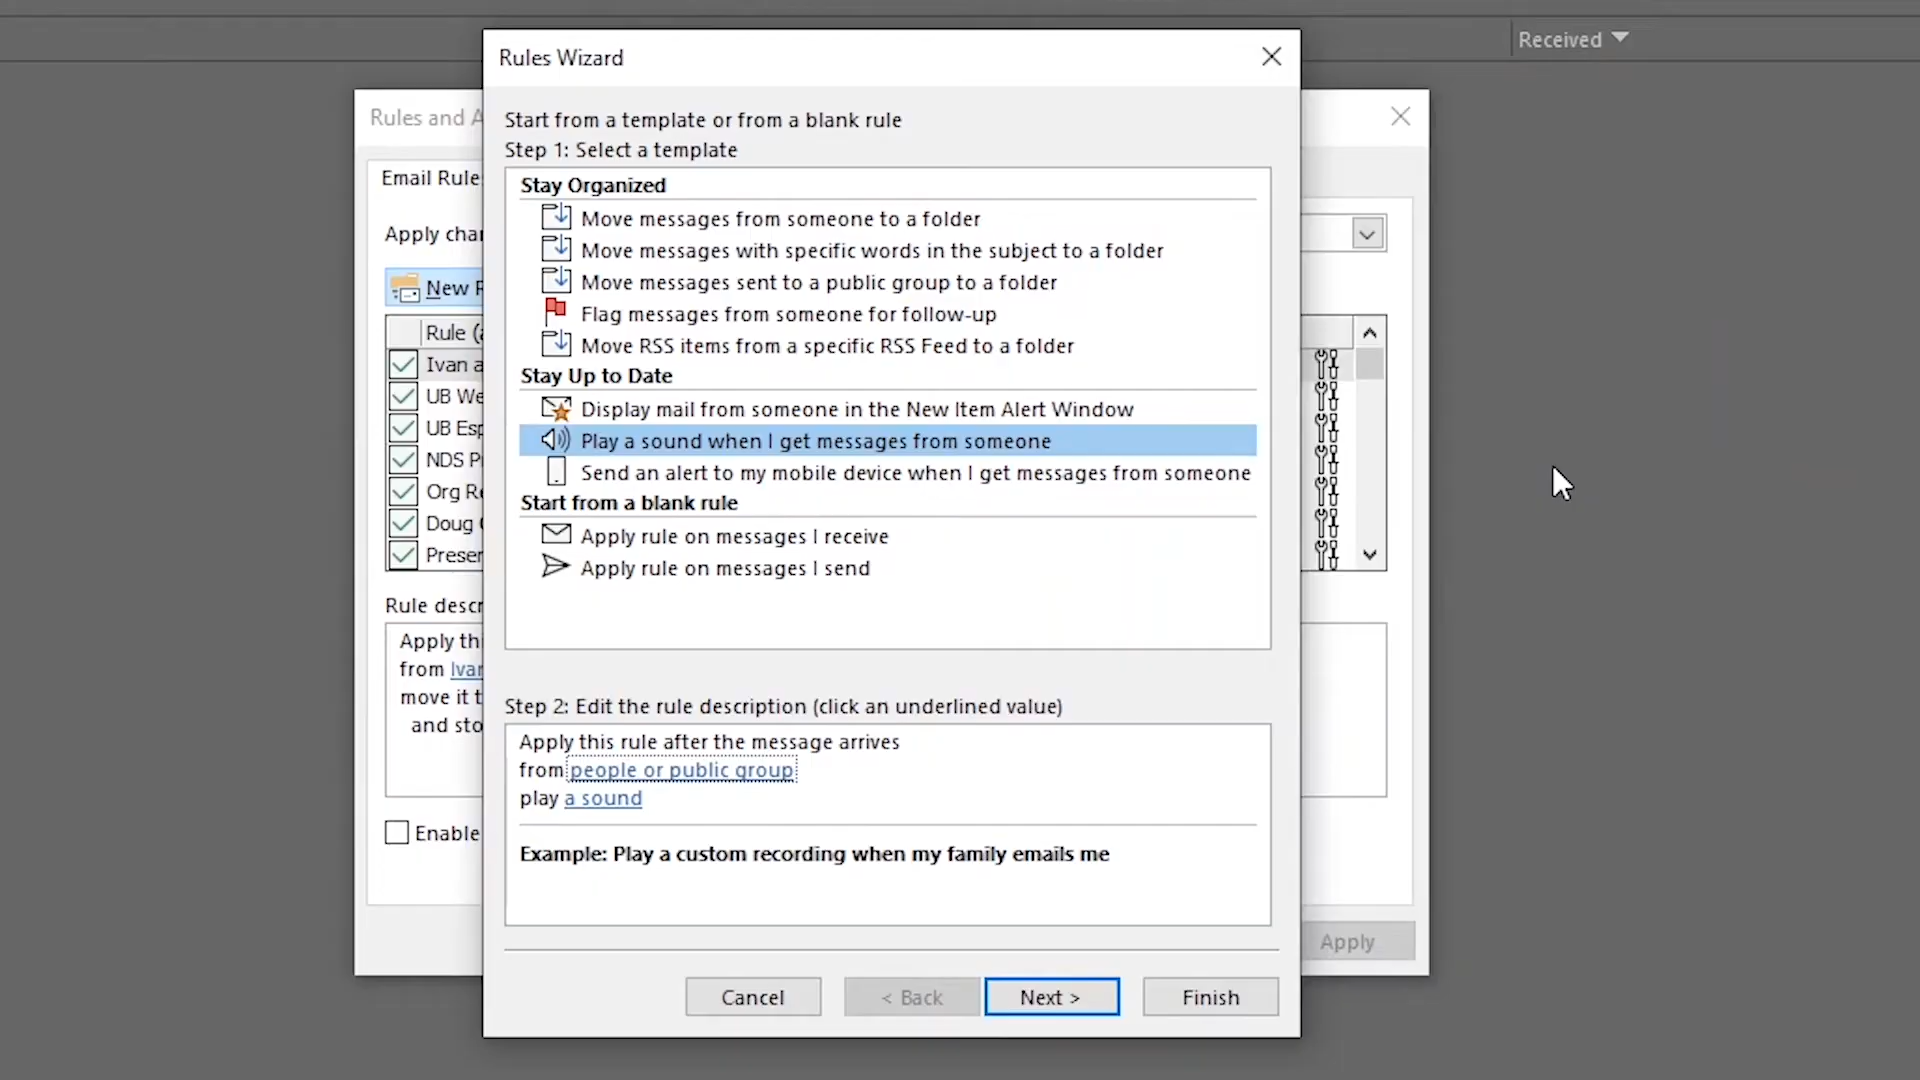 Received
Rules Wizard
Rules and A
Start from a template or from a blank rule
Step 1: Select a template
Stay Organized
Move messages from someone to a folder
Move messages with specific words in the subject to a folder
Move messages sent to a public group to a folder
Flag messages from someone for follow-up
Move RSS items from a specific RSS Feed to a folder
Stay Up to Date
Display mail from someone in the New Item Alert Window
Play a sound when I get messages from someone
Send an alert to my mobile device when I get messages from someone
Start from a blank rule
Apply rule on messages I receive
Apply rule on messages I send
Step 2: Edit the rule description (click an underlined value)
Apply this rule after the message arrives
from people or public group
play a sound
Example: Play a custom recording when my family emails me
Cancel
< Back
Next >
Finish
Email Rule
Apply chan
New R
Rule (a
Ivan a
UB We
UB Esp
NDS P
Org Re
Doug
Presen
Rule descr
Apply thi
from Ivan
move it t
and sto
Enable
Apply